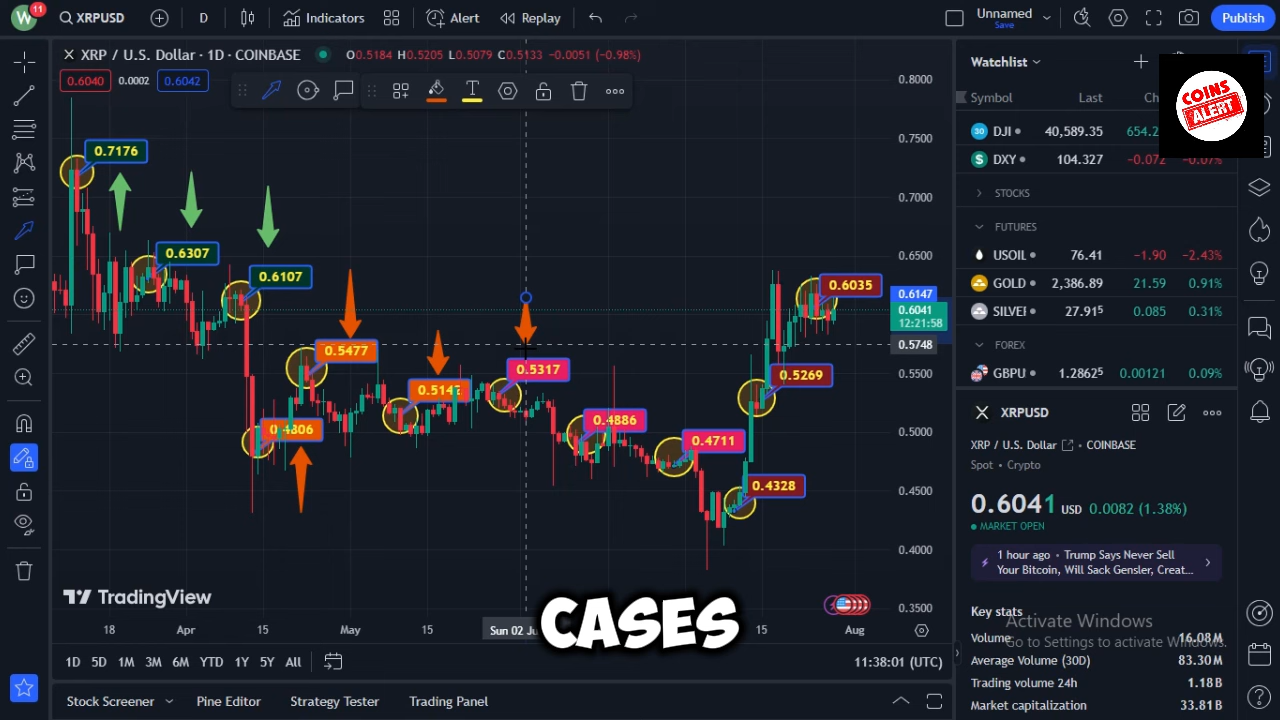 W 11 XRPUSD D Indicators Alert Replay Unnamed Save Publish
XRP / U.S. Dollar · 1D · COINBASE O0.5184 H0.5205 L0.5079 C0.5133 −0.0051 (−0.98%)
0.6040 0.0002 0.6042
T
0.8000
0.7500
0.7000
0.6500
0.6147
0.6041
12:21:58
0.5748
0.5500
0.5000
0.4500
0.4000
0.3500
0.7176
0.6307
0.6107
0.5477
0.4806
0.5317
0.4886
0.4711
0.4328
0.5269
0.6035
TradingView
18 Apr 15 May 15 Sun 02 15 Aug
CASES
1D 5D 1M 3M 6M YTD 1Y 5Y All 11:38:01 (UTC)
Stock Screener Pine Editor Strategy Tester Trading Panel
Watchlist
COINS
ALERT
Symbol Last
30 DJI 40,589.35
$ DXY 104.327 −0.072 −0.07%
STOCKS
FUTURES
USOIL 76.41 −1.90 −2.43%
GOLD 2,386.89 21.59 0.91%
SILVER 27.915 0.085 0.31%
FOREX
GBPU 1.28625 0.00121 0.09%
XRPUSD
XRP / U.S. Dollar COINBASE
Spot • Crypto
0.6041 USD 0.0082 (1.38%)
MARKET OPEN
1 hour ago • Trump Says Never Sell
Your Bitcoin, Will Sack Gensler, Creat...
Key stats
Activate Windows
Go to Settings to activate Windows.
Volume 16.08M
Average Volume (30D) 83.30M
Trading volume 24h 1.18B
Market capitalization 33.81B